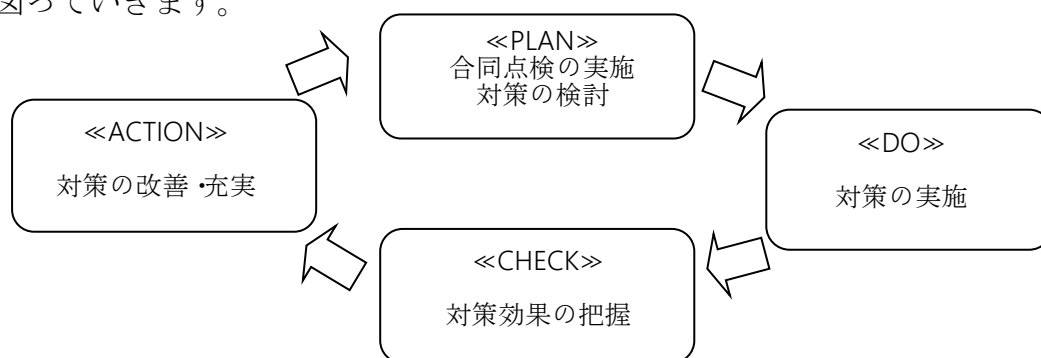 図っていきます。
≪PLAN≫
合同点検の実施
対策の検討
≪ACTION≫
対策の改善・充実
≪DO≫
対策の実施
≪CHECK≫
対策効果の把握